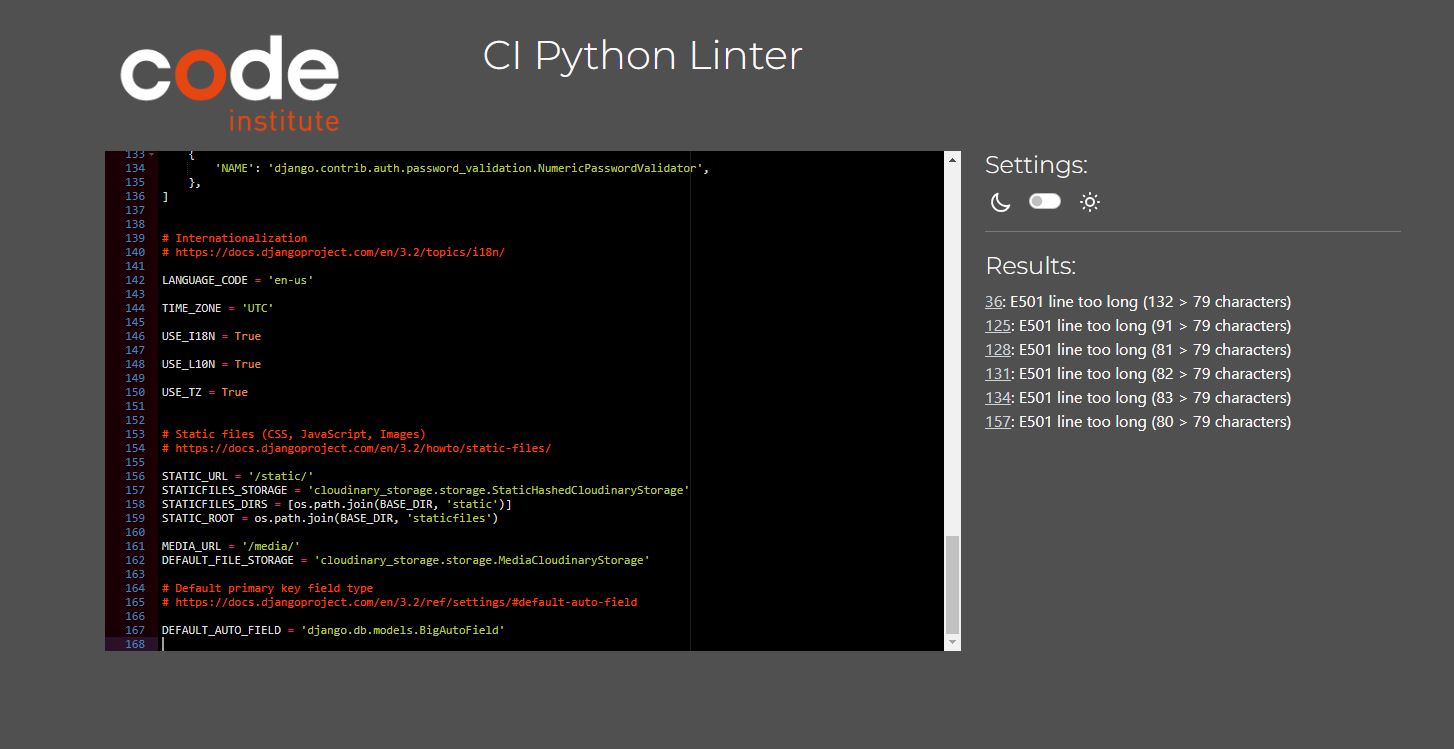 code
institute
CI Python Linter
133 {
134 'NAME': 'django.contrib.auth.password_validation.NumericPasswordValidator',
135 },
136 ]
137
138
139 # Internationalization
140 # https://docs.djangoproject.com/en/3.2/topics/i18n/
141
142 LANGUAGE_CODE = 'en-us'
143
144 TIME_ZONE = 'UTC'
145
146 USE_I18N = True
147
148 USE_L10N = True
149
150 USE_TZ = True
151
152
153 # Static files (CSS, JavaScript, Images)
154 # https://docs.djangoproject.com/en/3.2/howto/static-files/
155
156 STATIC_URL = '/static/'
157 STATICFILES_STORAGE = 'cloudinary_storage.storage.StaticHashedCloudinaryStorage'
158 STATICFILES_DIRS = [os.path.join(BASE_DIR, 'static')]
159 STATIC_ROOT = os.path.join(BASE_DIR, 'staticfiles')
160
161 MEDIA_URL = '/media/'
162 DEFAULT_FILE_STORAGE = 'cloudinary_storage.storage.MediaCloudinaryStorage'
163
164 # Default primary key field type
165 # https://docs.djangoproject.com/en/3.2/ref/settings/#default-auto-field
166
167 DEFAULT_AUTO_FIELD = 'django.db.models.BigAutoField'
168
Settings:
Results:
36: E501 line too long (132 > 79 characters)
125: E501 line too long (91 > 79 characters)
128: E501 line too long (81 > 79 characters)
131: E501 line too long (82 > 79 characters)
134: E501 line too long (83 > 79 characters)
157: E501 line too long (80 > 79 characters)